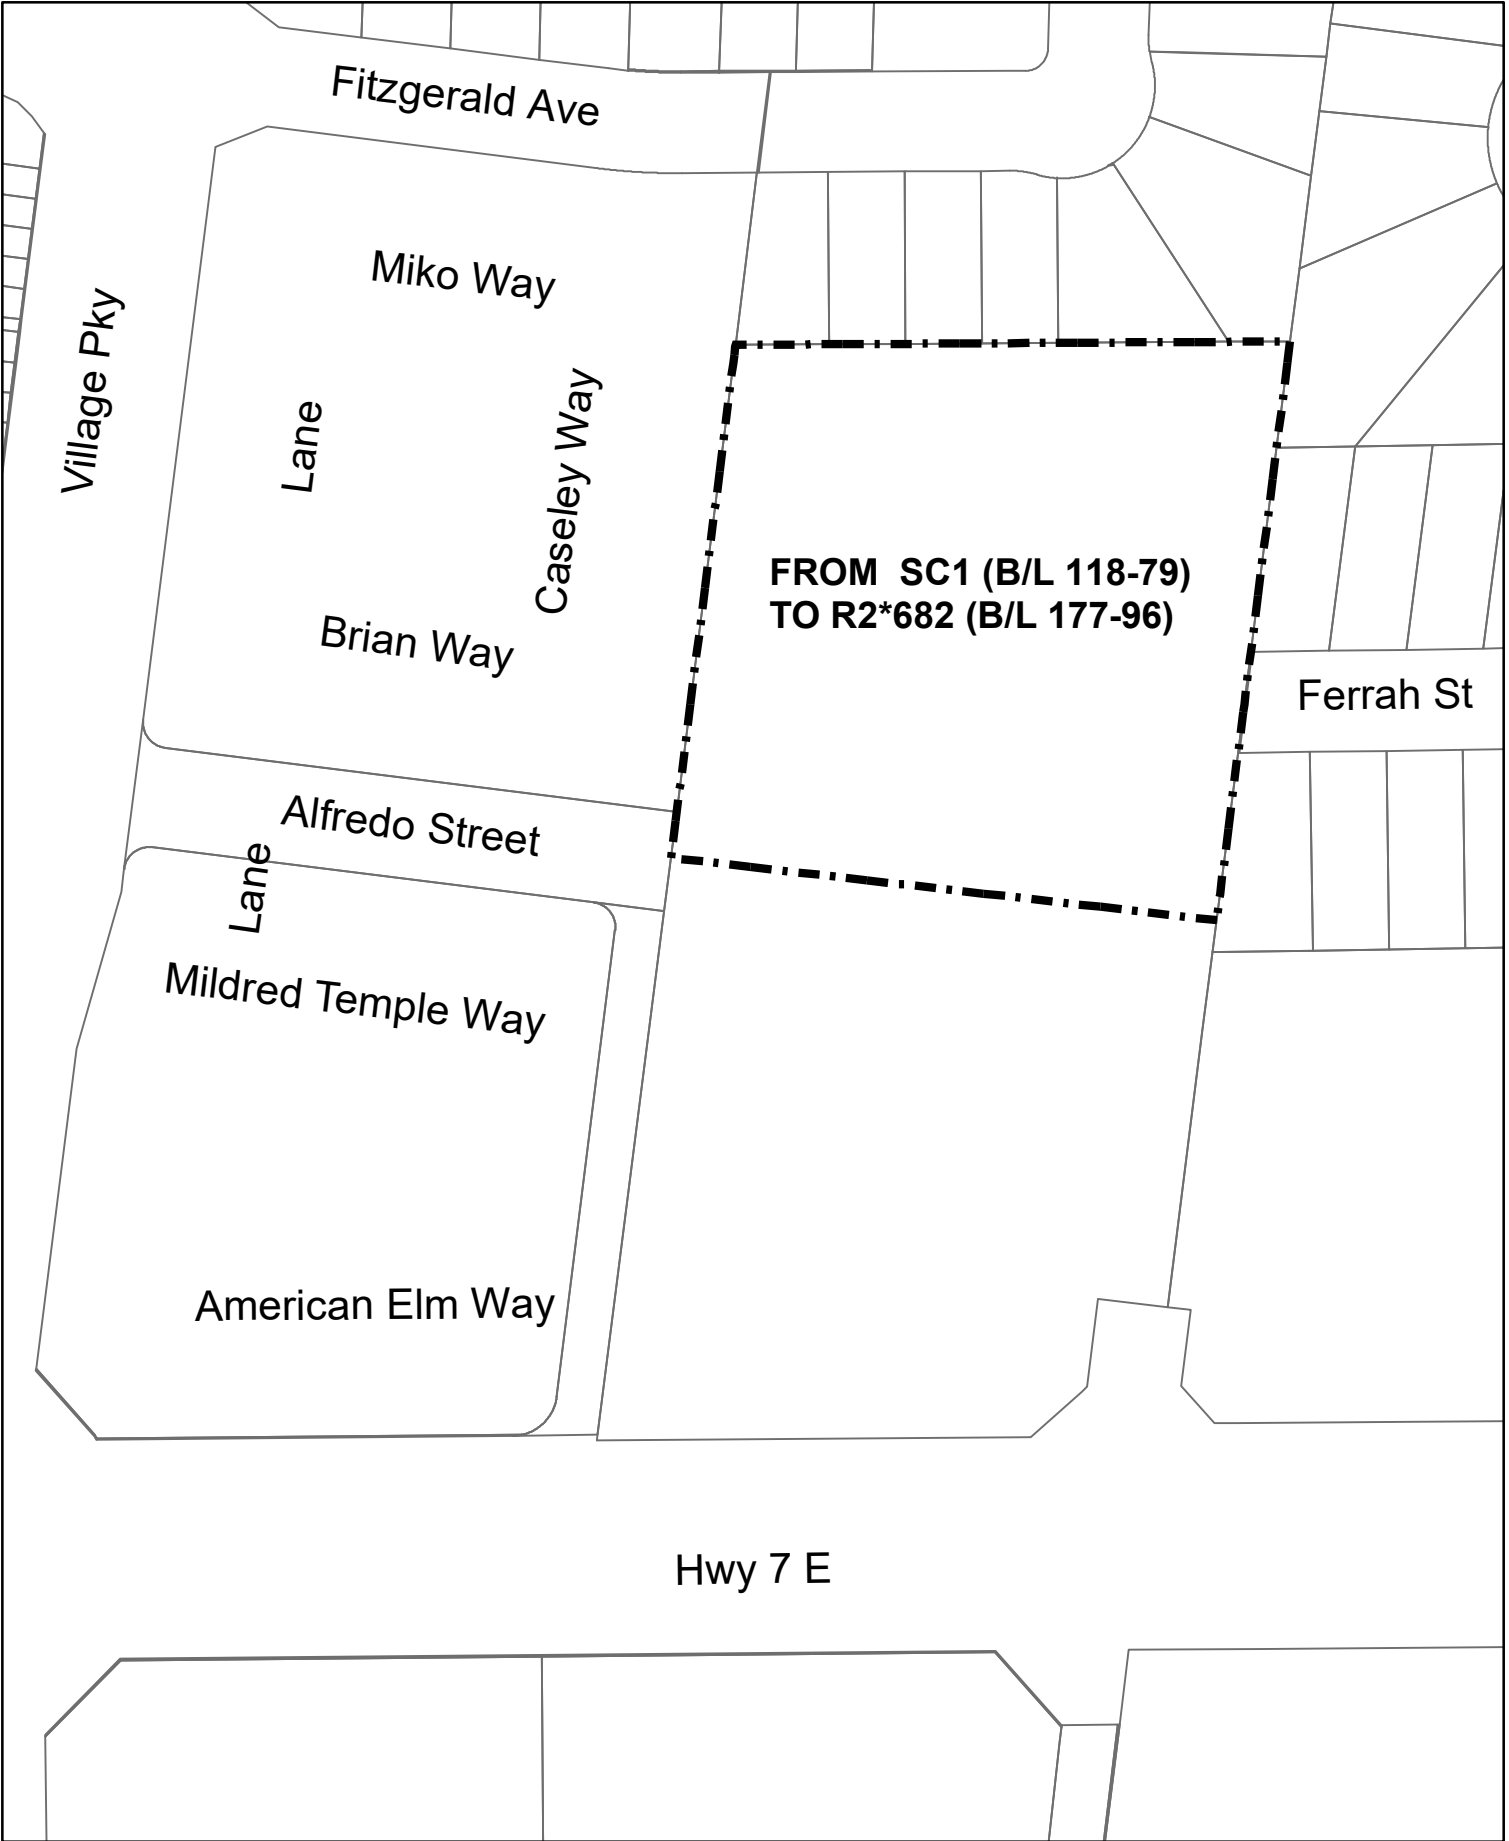 Fitzgerald Ave
Miko Way
Village Pky
Lane
Caseley Way
FROM  SC1 (B/L 118-79)
TO R2*682 (B/L 177-96)
Brian Way
Ferrah St
Alfredo Street
Lane
Mildred Temple Way
American Elm Way
Hwy 7 E